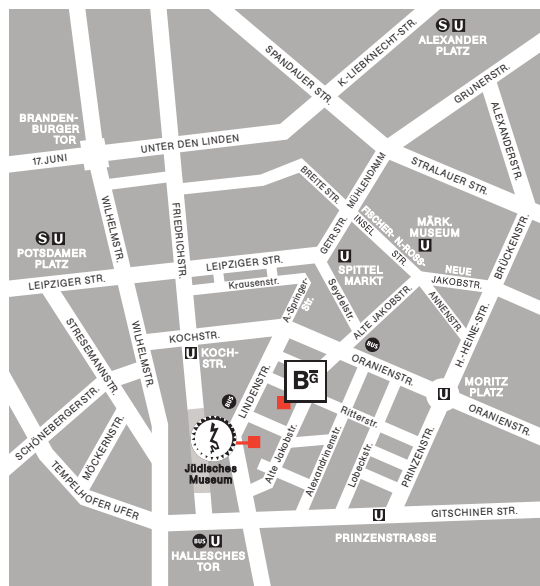 S U
ALEXANDER
PLATZ
K.-LIEBKNECHT-STR.
SPANDAUER STR.
GRUNERSTR.
ALEXANDERSTR.
BRANDEN-
BURGER
TOR
17. JUNI
UNTER DEN LINDEN
MÜHLENDAMM
STRALAUER STR.
BREITE STR.
WILHELMSTR.
FRIEDRICHSTR.
FISCHER-
INSEL
N-ROSS-
STR.
GETR.STR.
MÄRK.
MUSEUM
U
BRÜCKENSTR.
S U
POTSDAMER
PLATZ
LEIPZIGER STR.
LEIPZIGER STR.
U
SPITTEL
MARKT
NEUE
JAKOBSTR.
Krausenstr.
A.-Springer-
Str.
Seydelstr.
ALTE JAKOBSTR.
ANNENSTR.
STRESEMANNSTR.
WILHELMSTR.
KOCHSTR.
U KOCH-
STR.
BUS
ORANIENSTR.
H.-HEINE-STR.
BG
MORITZ
PLATZ
U
ORANIENSTR.
LINDENSTR.
BUS
SCHÖNEBERGERSTR.
MÖCKERNSTR.
Ritterstr.
Jüdisches
Museum
Alte Jakobstr.
Alexandrinenstr.
Lobeckstr.
PRINZENSTR.
TEMPELHOFER UFER
GITSCHINER STR.
U
PRINZENSTRASSE
BUS U
HALLESCHES
TOR